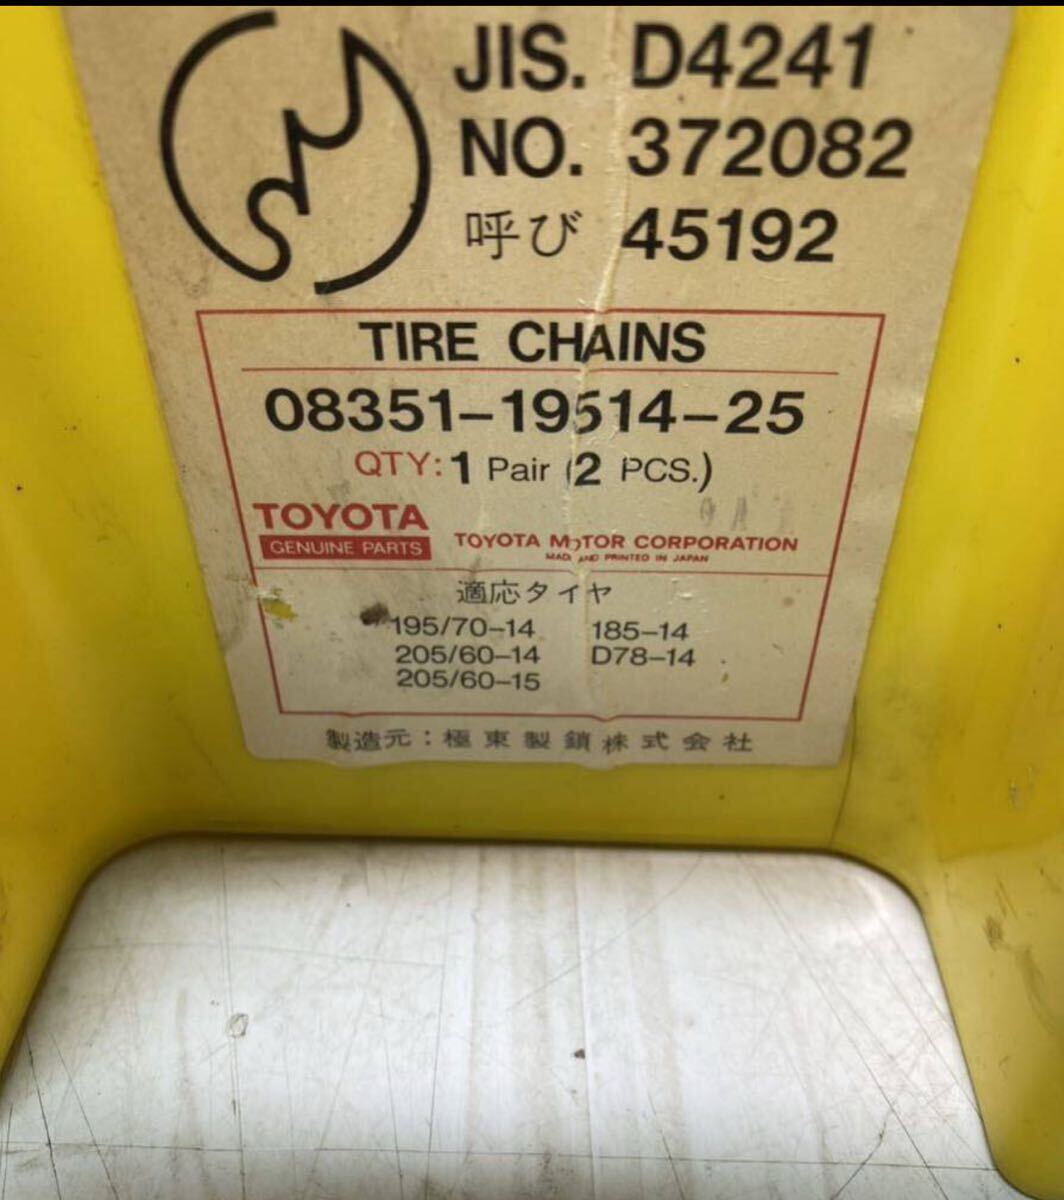 JIS. D4241
NO. 372082
呼び 45192
TIRE CHAINS
08351-19514-25
QTY: 1 Pair (2 PCS.)
TOYOTA
GENUINE PARTS
TOYOTA MOTOR CORPORATION
MADE AND PRINTED IN JAPAN
適応タイヤ
195/70-14 185-14
205/60-14 D78-14
205/60-15
製造元:極東製鎖株式会社